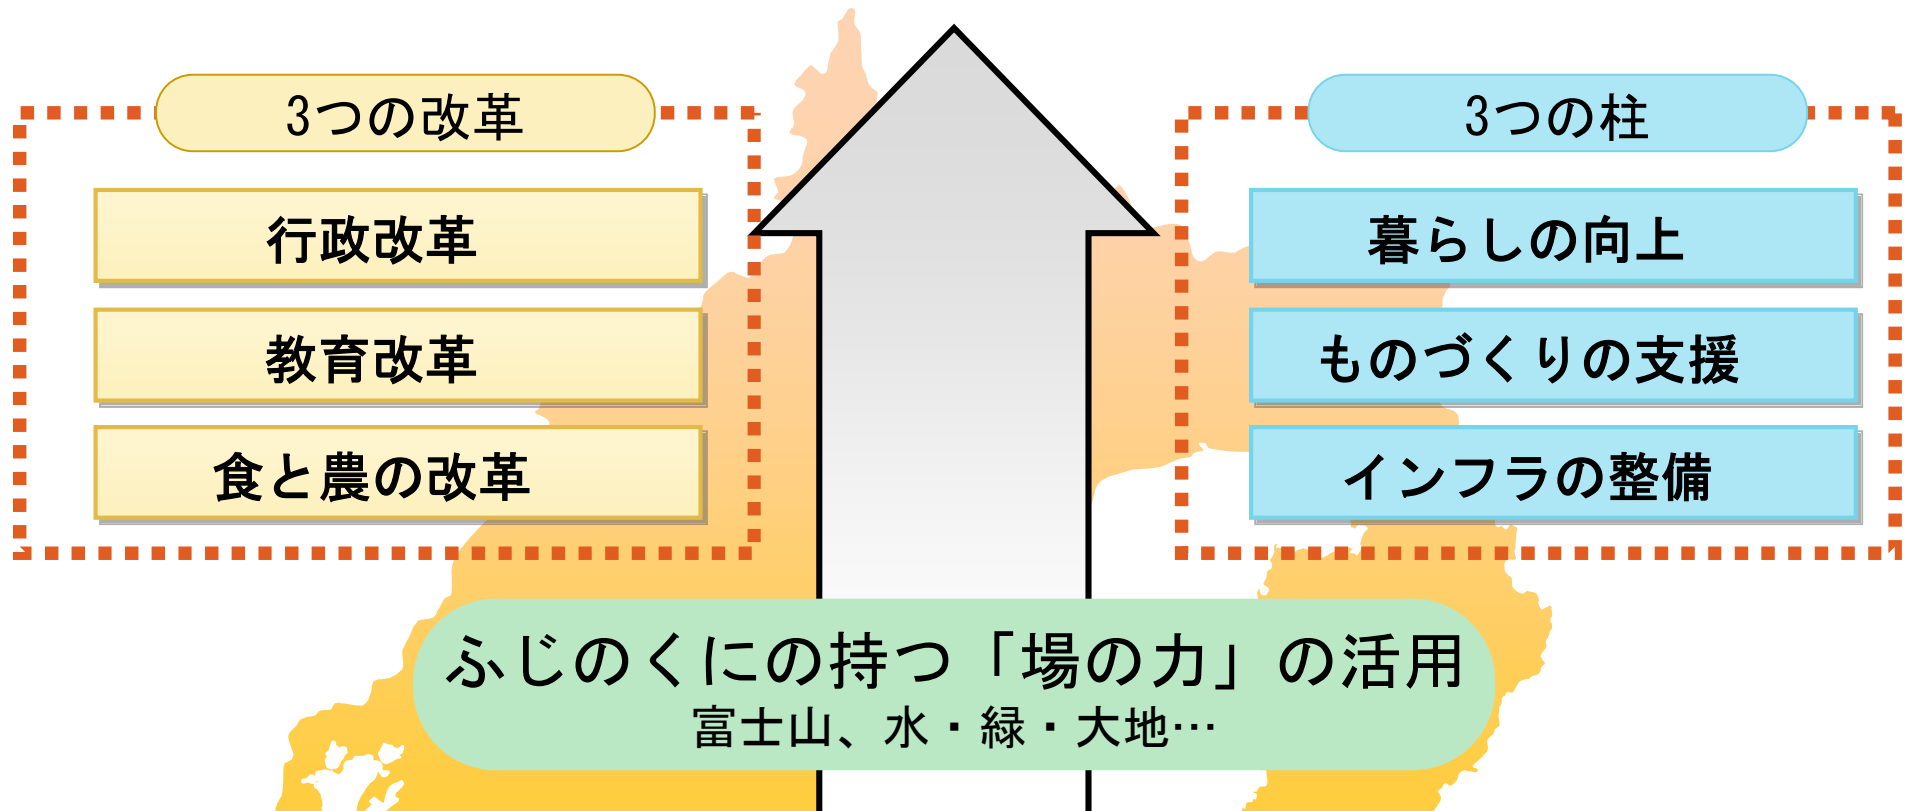 3つの改革
行政改革
教育改革
食と農の改革
3つの柱
暮らしの向上
ものづくりの支援
インフラの整備
ふじのくにの持つ「場の力」の活用
富士山、水・緑・大地…